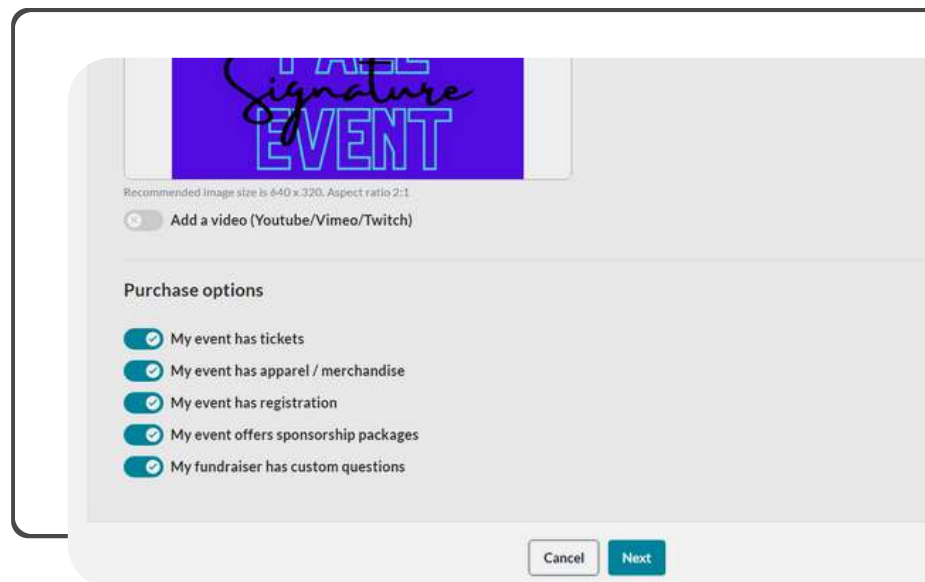 FALL
Signature
EVENT
Recommended image size is 640 x 320. Aspect ratio 2:1
Add a video (Youtube/Vimeo/Twitch)
Purchase options
My event has tickets
My event has apparel / merchandise
My event has registration
My event offers sponsorship packages
My fundraiser has custom questions
Cancel
Next